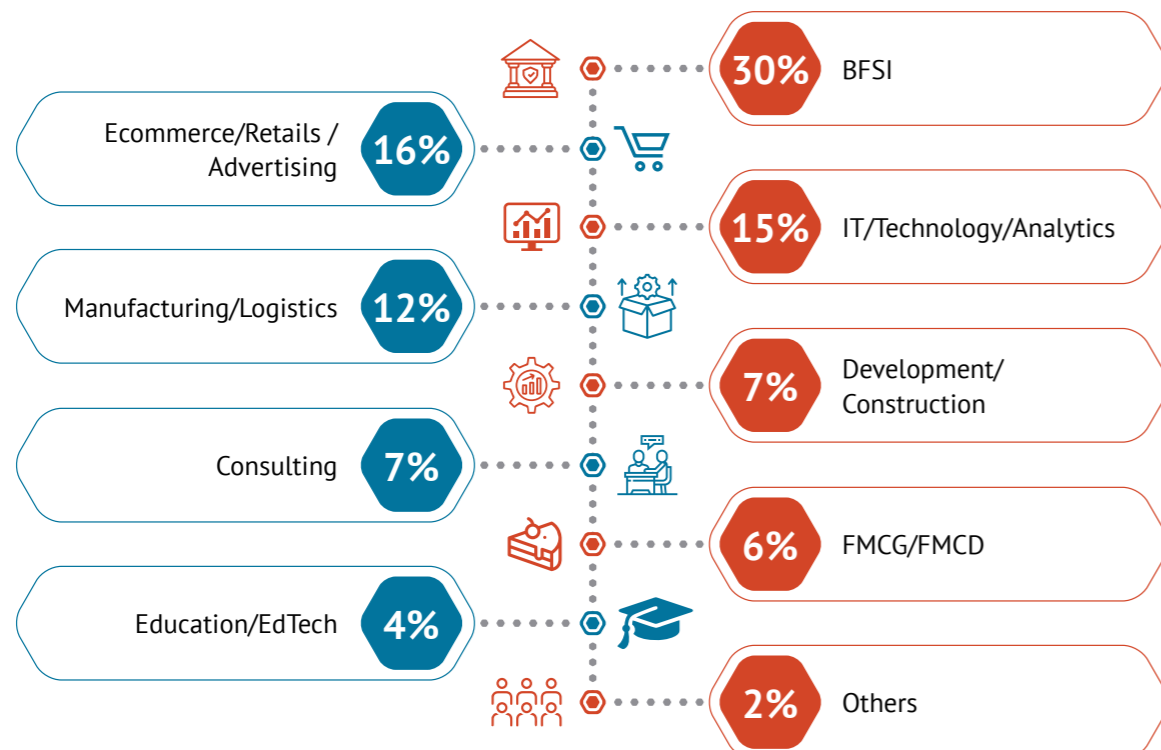 30%
BFSI
Ecommerce/Retails /
Advertising
16%
15%
IT/Technology/Analytics
Manufacturing/Logistics
12%
7%
Development/
Construction
Consulting
7%
6%
FMCG/FMCD
Education/EdTech
4%
2%
Others